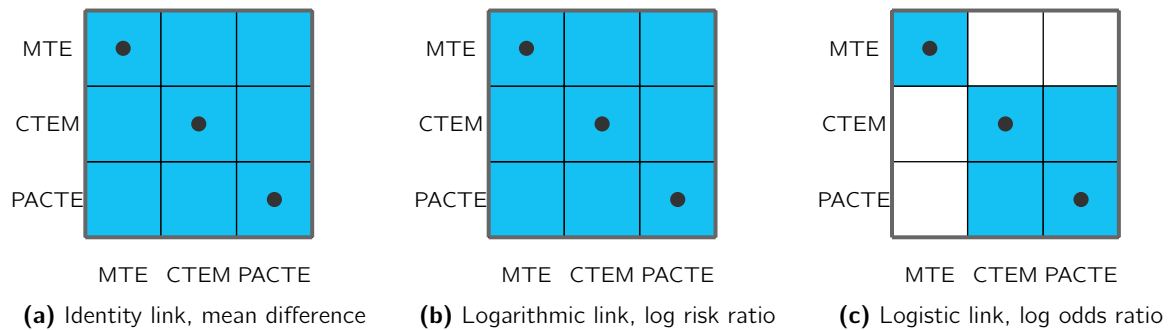 MTE
CTEM
PACTE
MTE CTEM PACTE
(a) Identity link, mean difference
MTE
CTEM
PACTE
MTE CTEM PACTE
(b) Logarithmic link, log risk ratio
MTE
CTEM
PACTE
MTE CTEM PACTE
(c) Logistic link, log odds ratio